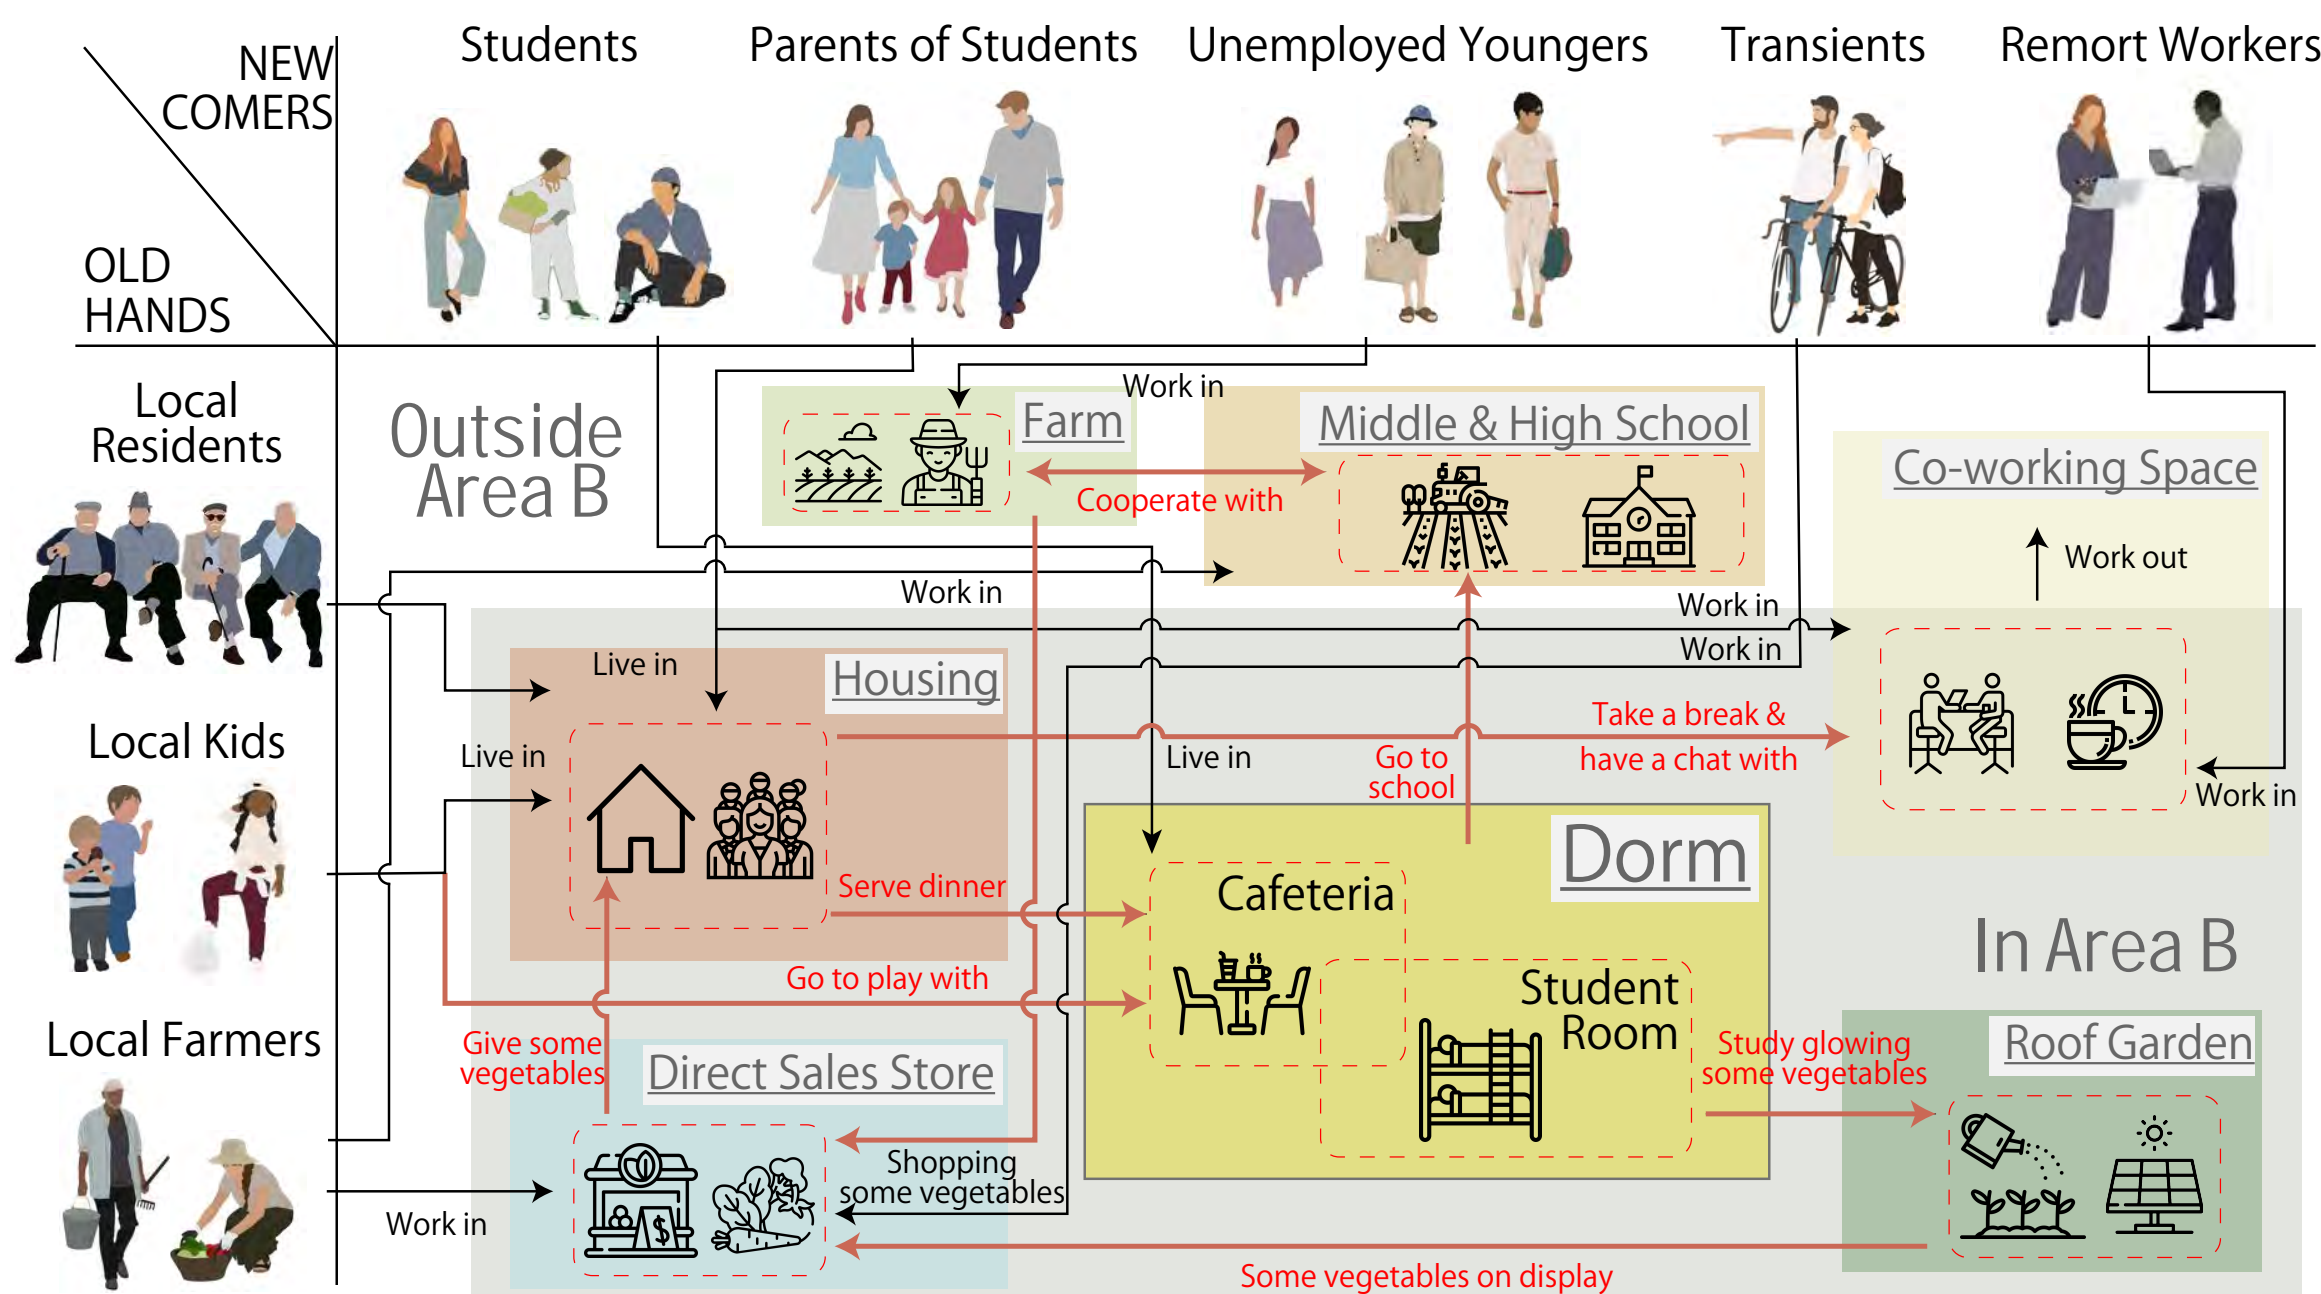 NEW
COMERS
OLD
HANDS
Students
Parents of Students
Unemployed Youngers
Transients
Remort Workers
Local
Residents
Local Kids
Local Farmers
Outside
Area B
Farm
Work in
Middle & High School
Cooperate with
Co-working Space
Work out
Work in
Work in
Work in
Live in
Housing
Live in
Live in
Take a break &
have a chat with
Go to
school
Work in
Dorm
Cafeteria
Serve dinner
Go to play with
Student
Room
In Area B
Give some
vegetables
Direct Sales Store
Study glowing
some vegetables
Roof Garden
Shopping
some vegetables
$
Work in
Some vegetables on display